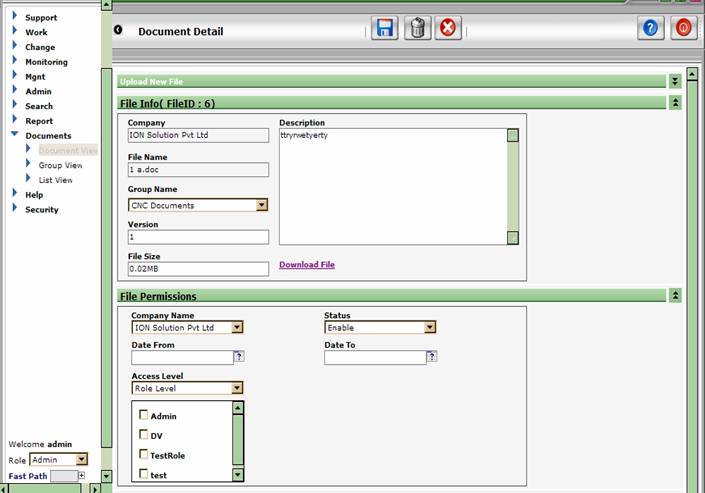 Support
Work
Change
Monitoring
Mgnt
Admin
Search
Report
Documents
Document View
Group View
List View
Help
Security
Welcome admin
Role Admin
Fast Path
Document Detail
Upload New File
File Info( FileID : 6)
Company
ION Solution Pvt Ltd
File Name
1 a.doc
Group Name
CNC Documents
Version
1
File Size
0.02MB
Description
ttryrwetyerty
Download File
File Permissions
Company Name
ION Solution Pvt Ltd
Status
Enable
Date From
?
Date To
?
Access Level
Role Level
Admin
DV
TestRole
test